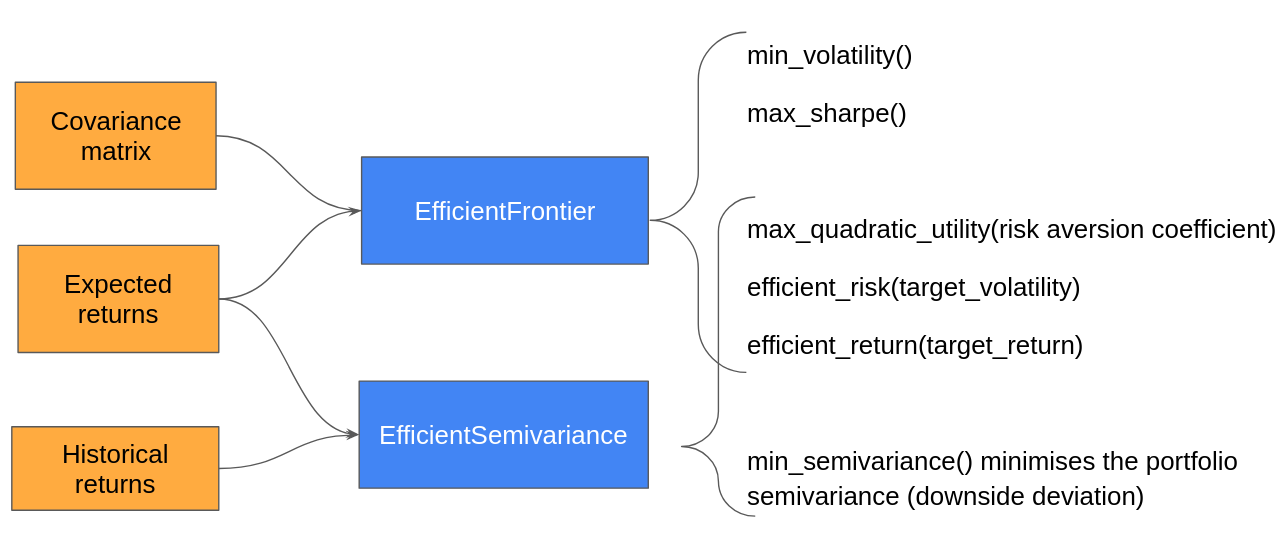 Covariance
matrix
Expected
returns
Historical
returns
EfficientFrontier
EfficientSemivariance
min_volatility()
max_sharpe()
max_quadratic_utility(risk aversion coefficient)
efficient_risk(target_volatility)
efficient_return(target_return)
min_semivariance() minimises the portfolio
semivariance (downside deviation)